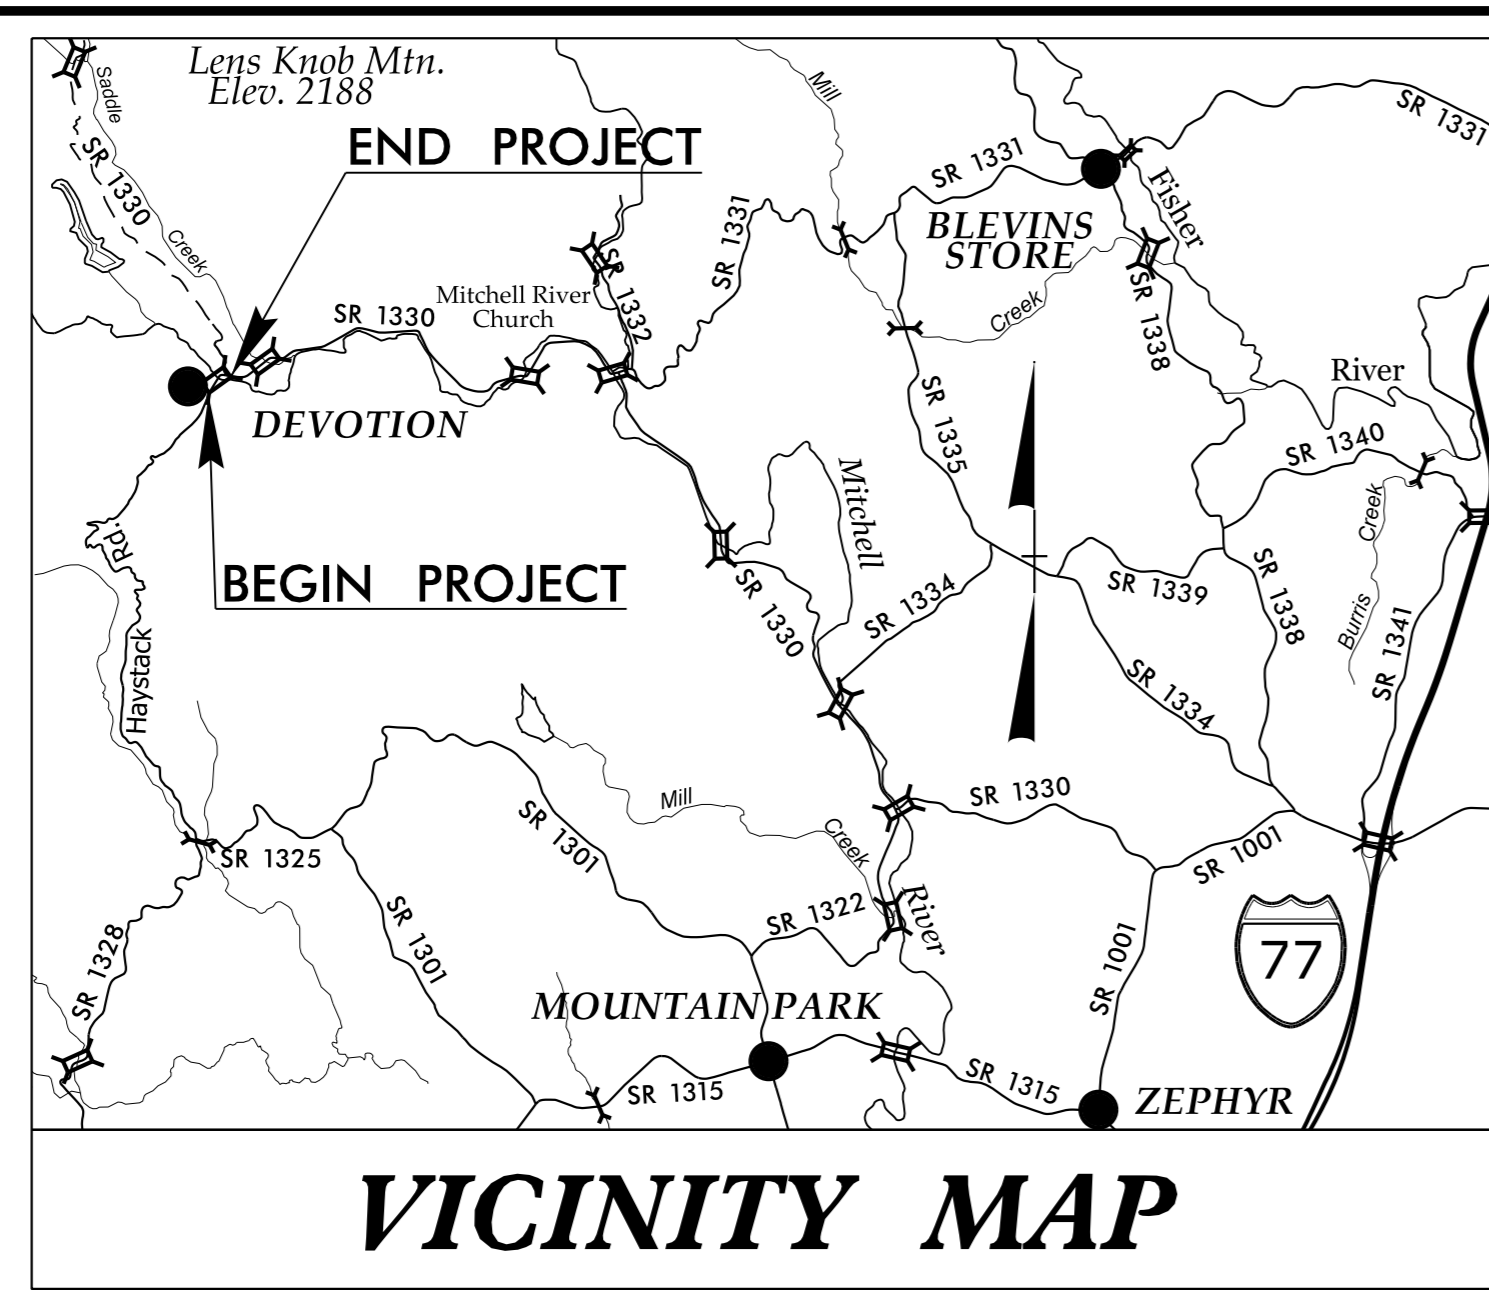 Lens Knob Mtn.
Elev. 2188
Saddle
Mill
SR 1331
END PROJECT
SR 1330
SR 1331
Fisher
Creek
SR 1331
BLEVINS
STORE
SR 1332
Mitchell River
Church
SR 1330
Creek
SR 1338
River
DEVOTION
SR 1335
SR 1340
Mitchell
Creek
Rd.
BEGIN PROJECT
SR 1330
SR 1334
SR 1339
SR 1338
Burris
SR 1341
Haystack
SR 1334
Mill
SR 1330
Creek
SR 1301
SR 1325
SR 1001
SR 1322
River
SR 1301
SR 1328
SR 1001
77
MOUNTAIN PARK
SR 1315
SR 1315
ZEPHYR
VICINITY MAP